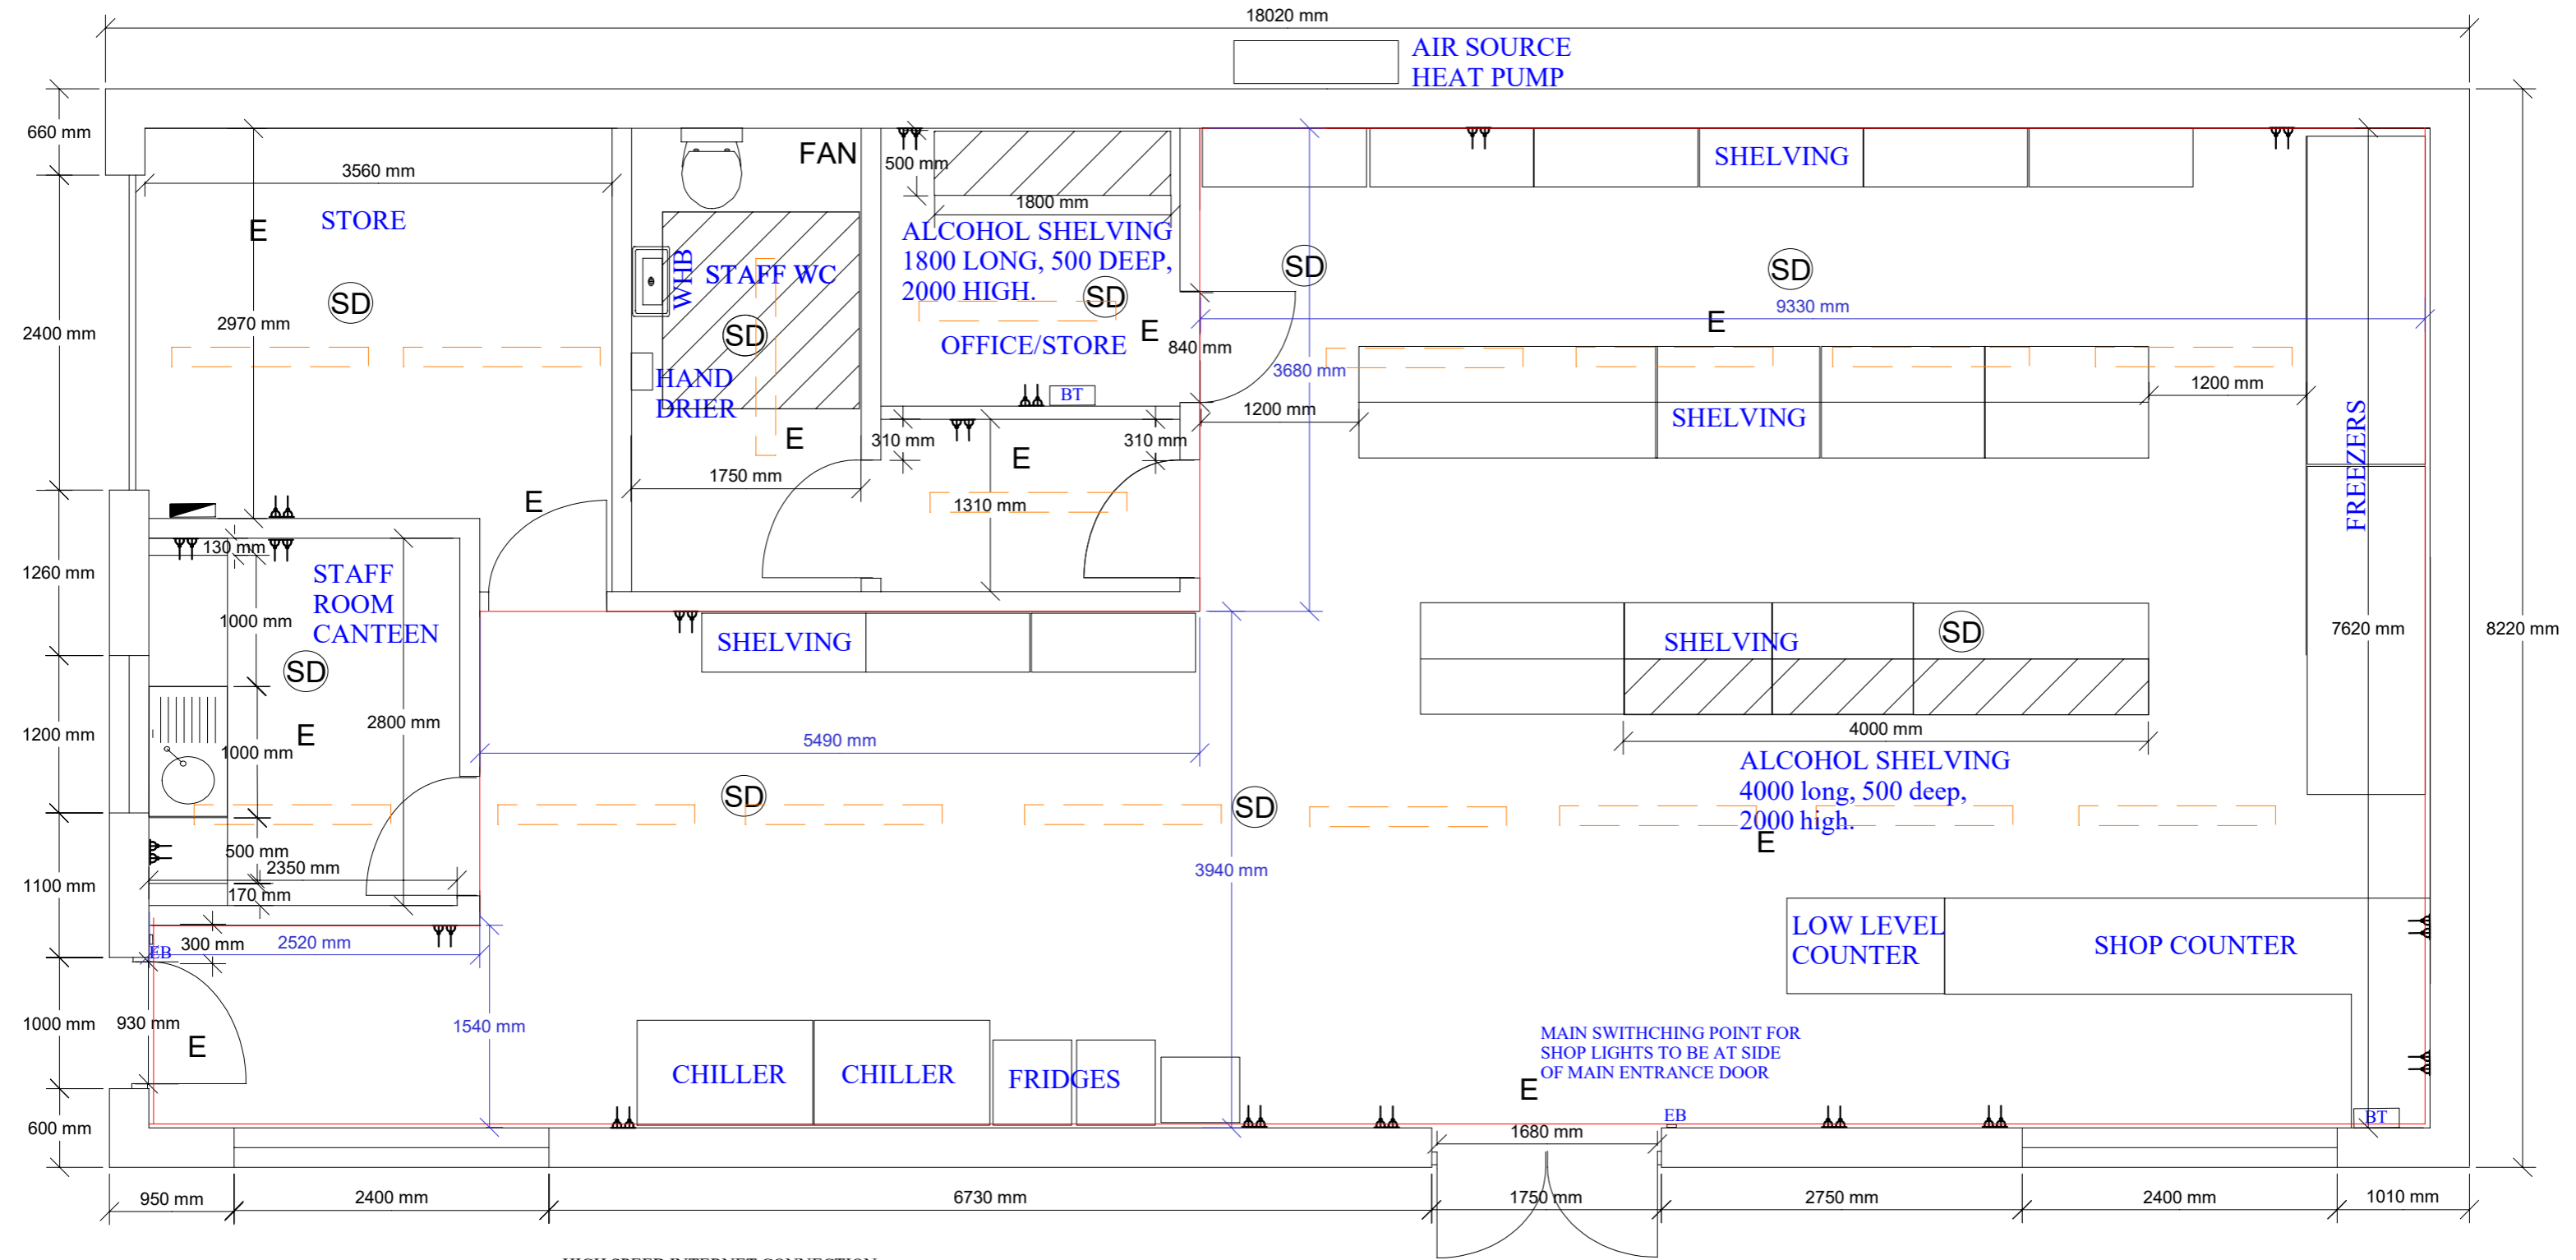 18020 mm
AIR SOURCE
HEAT PUMP
660 mm
2400 mm
1260 mm
1200 mm
1100 mm
1000 mm
600 mm
3560 mm
STORE
E
SD
2970 mm
E
FAN
WHB
STAFF WC
SD
HAND
DRIER
E
1750 mm
500 mm
1800 mm
ALCOHOL SHELVING
1800 LONG, 500 DEEP,
2000 HIGH.
SD
OFFICE/STORE
E
840 mm
BT
310 mm
310 mm
E
1310 mm
SHELVING
SD
SD
9330 mm
E
3680 mm
1200 mm
1200 mm
SHELVING
FREEZERS
7620 mm
8220 mm
130 mm
STAFF
ROOM
CANTEEN
1000 mm
SD
E
2800 mm
1000 mm
500 mm
2350 mm
170 mm
SHELVING
5490 mm
SD
SD
3940 mm
SHELVING
SD
4000 mm
ALCOHOL SHELVING
4000 long, 500 deep,
2000 high.
E
300 mm
2520 mm
EB
930 mm
E
1540 mm
CHILLER
CHILLER
FRIDGES
LOW LEVEL
COUNTER
SHOP COUNTER
MAIN SWITHCHING POINT FOR
SHOP LIGHTS TO BE AT SIDE
OF MAIN ENTRANCE DOOR
E
EB
BT
1680 mm
950 mm
2400 mm
6730 mm
1750 mm
2750 mm
2400 mm
1010 mm
HIGH SPEED INTERNET CONNECTION